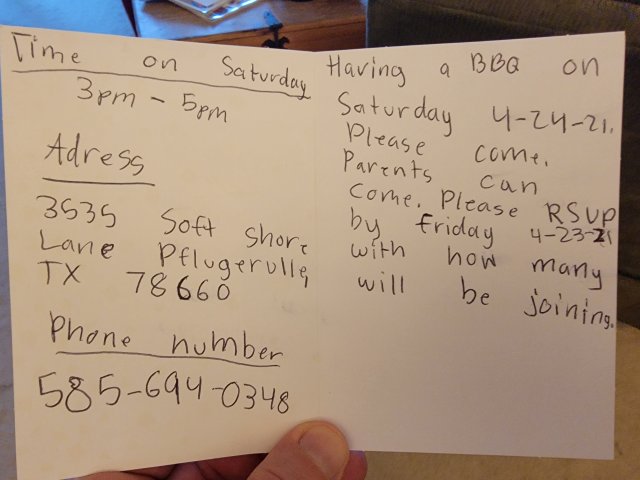 Time on Saturday
3pm - 5pm
Adress
3535 Soft Shore
Lane Pflugerville,
TX 78660
Phone number
585-694-0348
Having a BBQ on
Saturday 4-24-21.
Please come.
Parents can
come. Please RSVP
by Friday 4-23-21
with how many
will be joining.